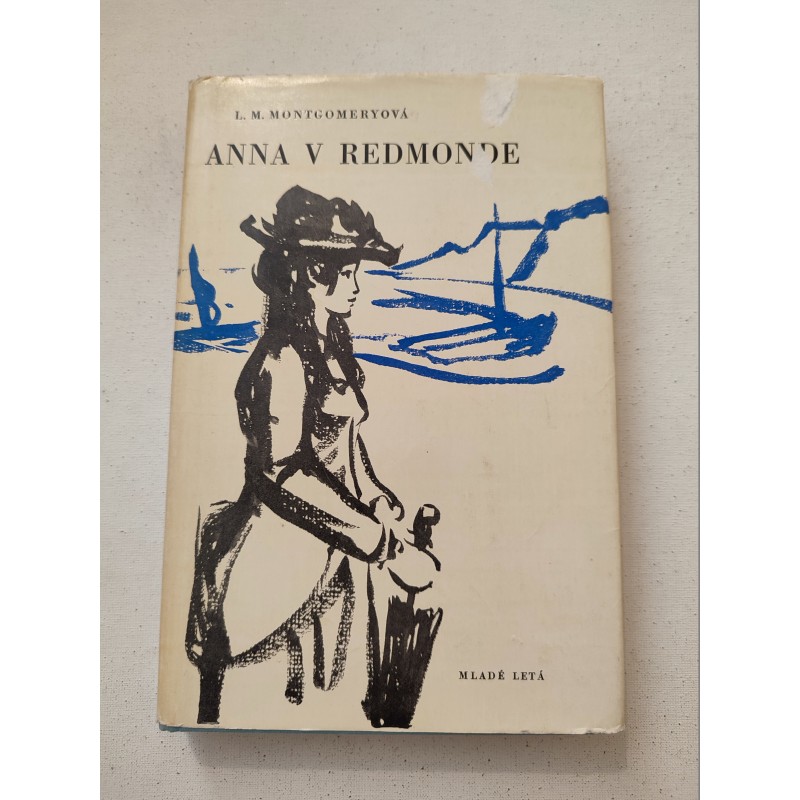 L. M. MONTGOMERYOVÁ
ANNA V REDMONDE
MLADÉ LETÁ